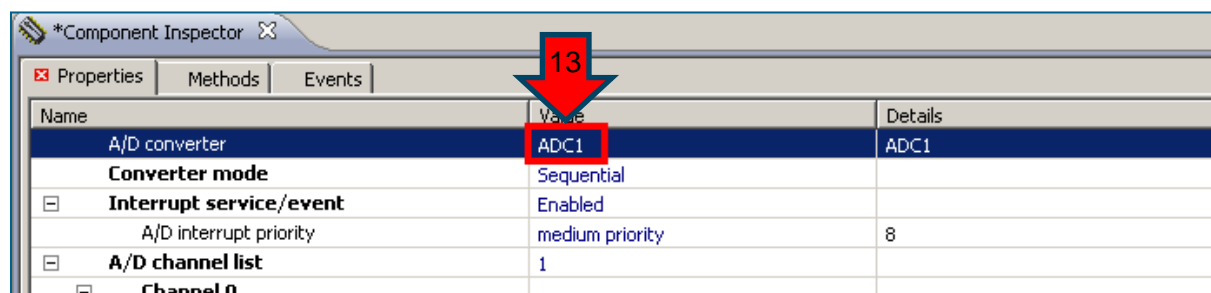 *Component Inspector
13
Properties Methods Events
Name Value Details
A/D converter ADC1 ADC1
Converter mode Sequential
Interrupt service/event Enabled
A/D interrupt priority medium priority 8
A/D channel list 1
Channel 0